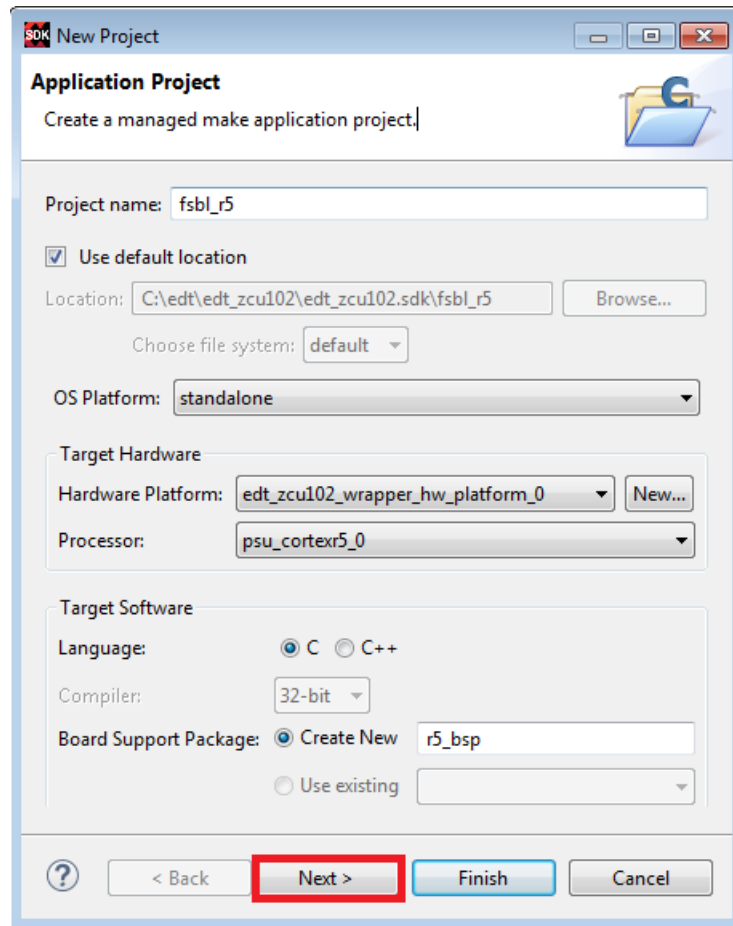 SDK New Project
Application Project
Create a managed make application project.
Project name: fsbl_r5
Use default location
Location: C:\edt\edt_zcu102\edt_zcu102.sdk\fsbl_r5 Browse...
Choose file system: default
OS Platform: standalone
Target Hardware
Hardware Platform: edt_zcu102_wrapper_hw_platform_0 New...
Processor: psu_cortexr5_0
Target Software
Language: C C++
Compiler: 32-bit
Board Support Package: Create New r5_bsp
Use existing
? < Back Next > Finish Cancel